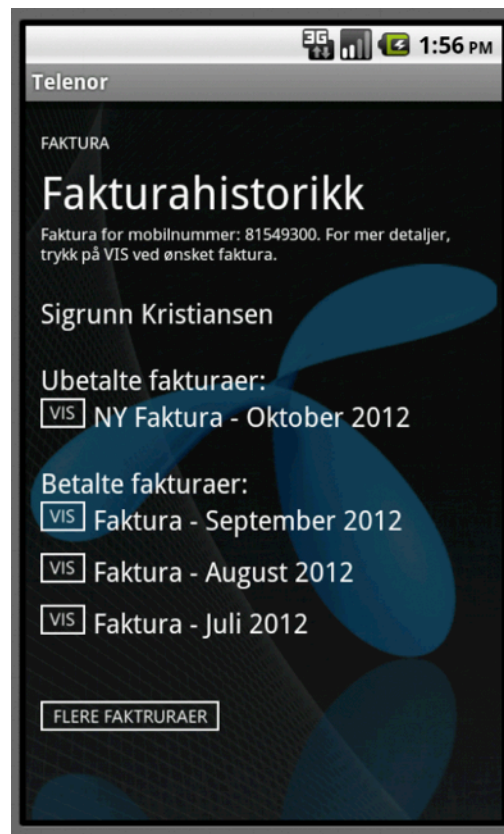 3G 1:56 PM
Telenor
FAKTURA
Fakturahistorikk
Faktura for mobilnummer: 81549300. For mer detaljer,
trykk på VIS ved ønsket faktura.
Sigrunn Kristiansen
Ubetalte fakturaer:
VIS NY Faktura - Oktober 2012
Betalte fakturaer:
VIS Faktura - September 2012
VIS Faktura - August 2012
VIS Faktura - Juli 2012
FLERE FAKTRURAER